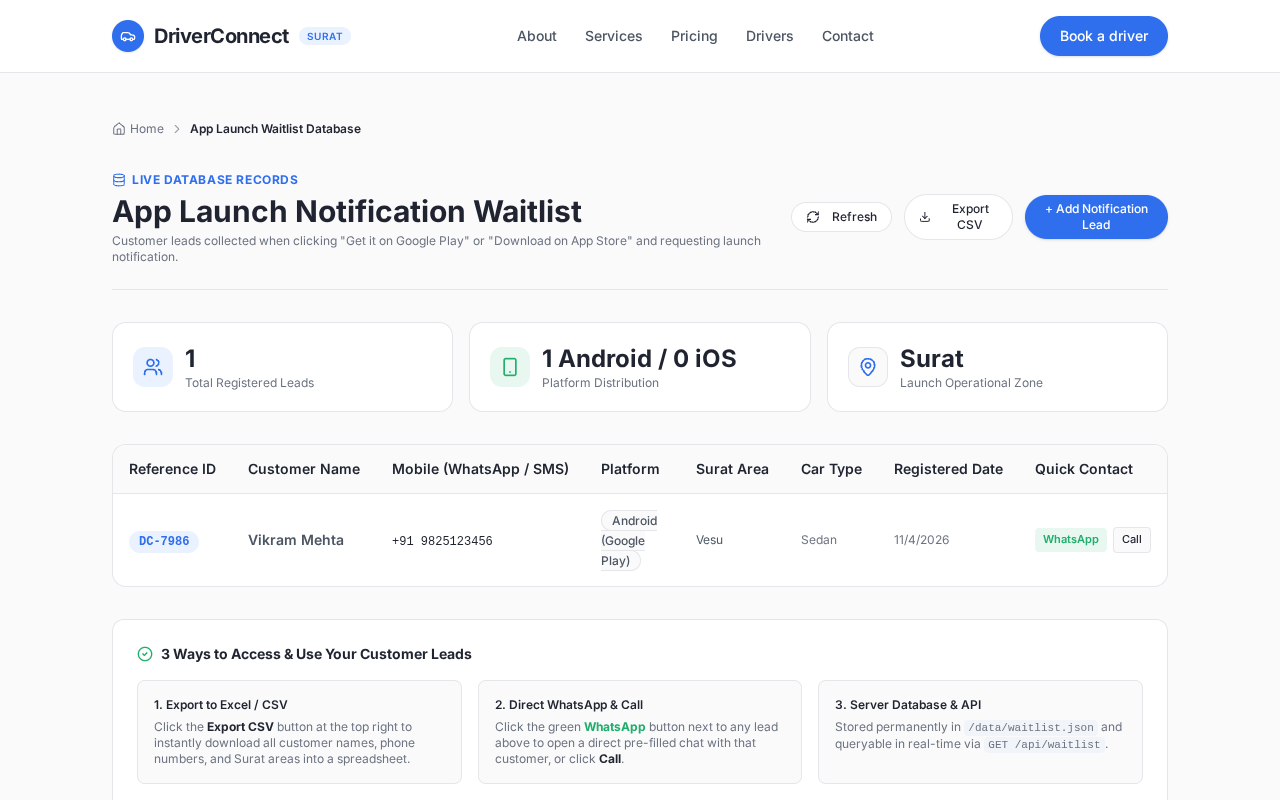 DriverConnect SURAT About Services Pricing Drivers Contact Book a driver
Home App Launch Waitlist Database
LIVE DATABASE RECORDS
App Launch Notification Waitlist
Customer leads collected when clicking "Get it on Google Play" or "Download on App Store" and requesting launch
notification.
Refresh
Export
CSV
+ Add Notification
Lead
1
Total Registered Leads
1 Android / 0 iOS
Platform Distribution
Surat
Launch Operational Zone
Reference ID Customer Name Mobile (WhatsApp / SMS) Platform Surat Area Car Type Registered Date Quick Contact
DC-7986 Vikram Mehta +91 9825123456
Android
(Google
Play)
Vesu Sedan 11/4/2026 WhatsApp Call
3 Ways to Access & Use Your Customer Leads
1. Export to Excel / CSV
Click the Export CSV button at the top right to
instantly download all customer names, phone
numbers, and Surat areas into a spreadsheet.
2. Direct WhatsApp & Call
Click the green WhatsApp button next to any lead
above to open a direct pre-filled chat with that
customer, or click Call.
3. Server Database & API
Stored permanently in /data/waitlist.json and
queryable in real-time via GET /api/waitlist.